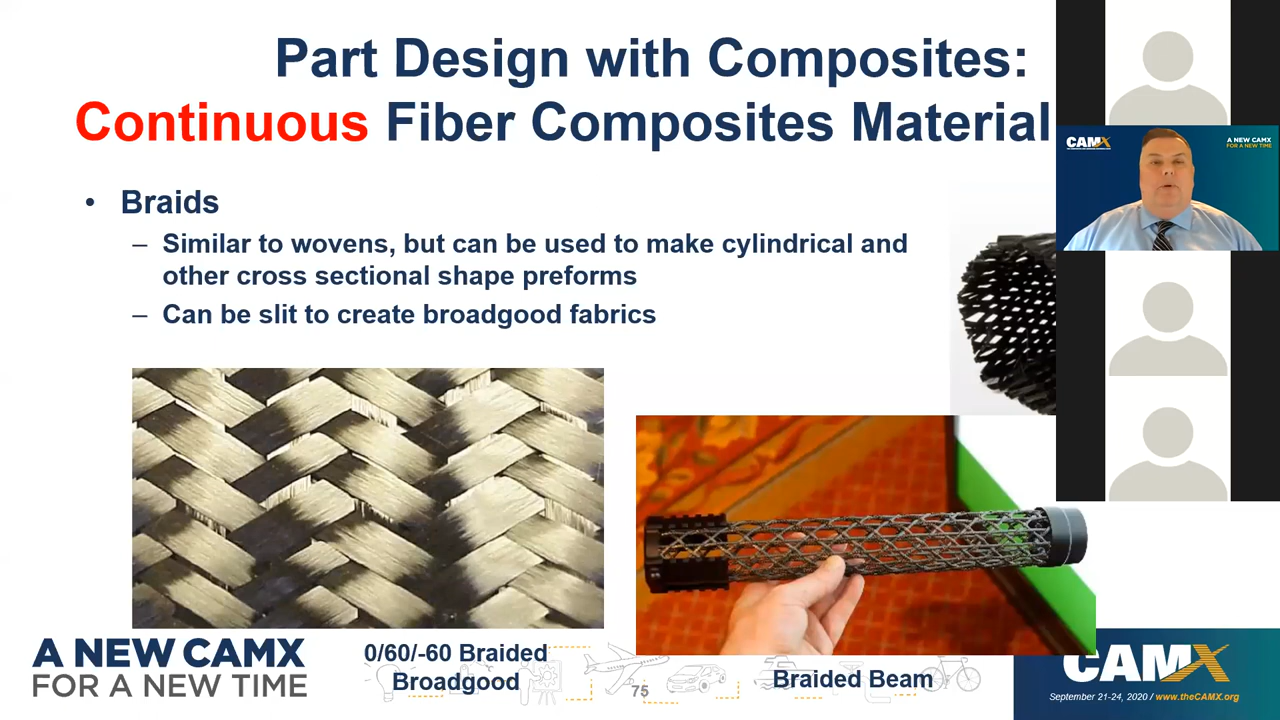 Part Design with Composites:
Continuous Fiber Composites Material
• Braids
– Similar to wovens, but can be used to make cylindrical and
other cross sectional shape preforms
– Can be slit to create broadgood fabrics
CAMX
A NEW CAMX
FOR A NEW TIME
A NEW CAMX
FOR A NEW TIME
0/60/-60 Braided
Broadgood
75
Braided Beam
CAMX
September 21-24, 2020 / www.theCAMX.org